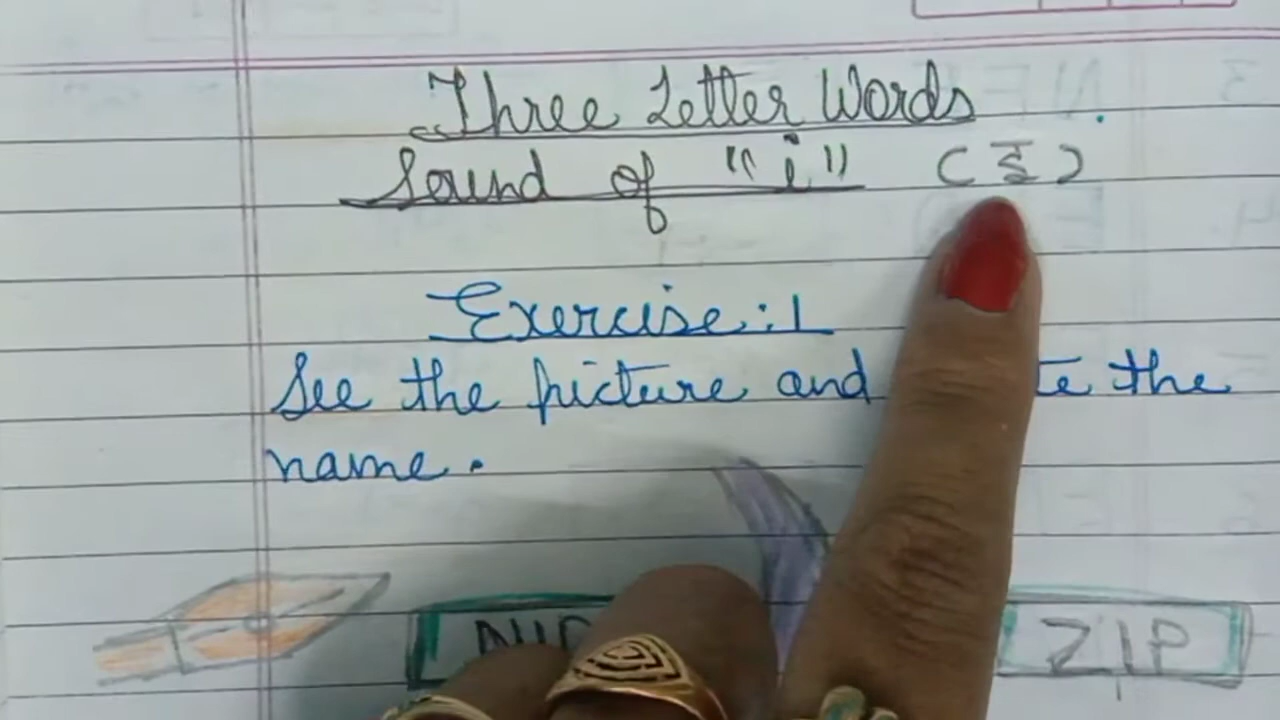 Three Letter Words
Sound of "i" (इ)
Exercise:1
See the picture and the
name.
ZIP